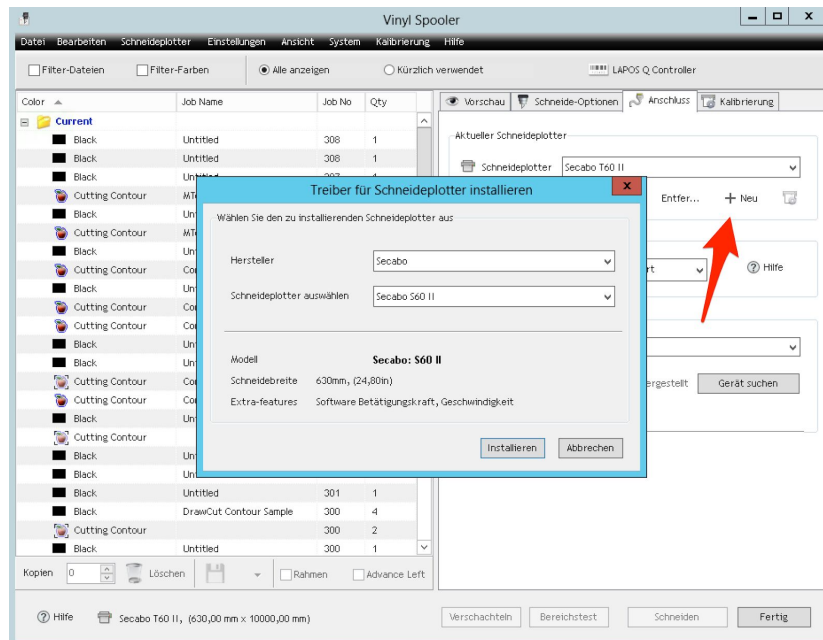 Vinyl Spooler
Datei Bearbeiten Schneideplotter Einstellungen Ansicht System Kalibrierung Hilfe
Filter-Dateien Filter-Farben Alle anzeigen Kürzlich verwendet LAPOS Q Controller
Color Job Name Job No Qty
Current
Black Untitled 308 1
Black Untitled 308 1
Black
Cutting Contour
Black
Cutting Contour
Black
Cutting Contour
Black
Cutting Contour
Cutting Contour
Black
Black
Cutting Contour
Cutting Contour
Black
Cutting Contour
Black
Black
Black Untitled 301 1
Black DrawCut Contour Sample 300 4
Cutting Contour 300 2
Black Untitled 300 1
Kopien 0 Löschen Rahmen Advance Left
Hilfe Secabo T60 II, (630,00 mm x 10000,00 mm)
Vorschau Schneide-Optionen Anschluss Kalibrierung
Aktueller Schneideplotter
Schneideplotter Secabo T60 II
Entfer... + Neu
Hilfe
Gerät suchen
Verschachteln Bereichstest Schneiden Fertig
Treiber für Schneideplotter installieren
Wählen Sie den zu installierenden Schneideplotter aus
Hersteller Secabo
Schneideplotter auswählen Secabo S60 II
Modell Secabo: S60 II
Schneidebreite 630mm, (24,80in)
Extra-features Software Betätigungskraft, Geschwindigkeit
Installieren Abbrechen